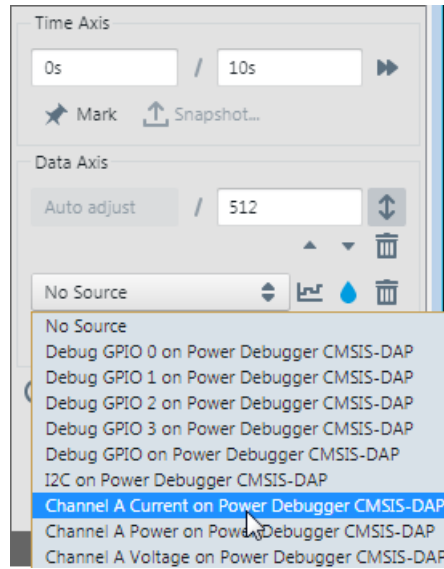 Time Axis
0s / 10s
Mark Snapshot...
Data Axis
Auto adjust / 512
No Source
No Source
Debug GPIO 0 on Power Debugger CMSIS-DAP
Debug GPIO 1 on Power Debugger CMSIS-DAP
Debug GPIO 2 on Power Debugger CMSIS-DAP
Debug GPIO 3 on Power Debugger CMSIS-DAP
Debug GPIO on Power Debugger CMSIS-DAP
I2C on Power Debugger CMSIS-DAP
Channel A Current on Power Debugger CMSIS-DAP
Channel A Power on Power Debugger CMSIS-DAP
Channel A Voltage on Power Debugger CMSIS-DAP